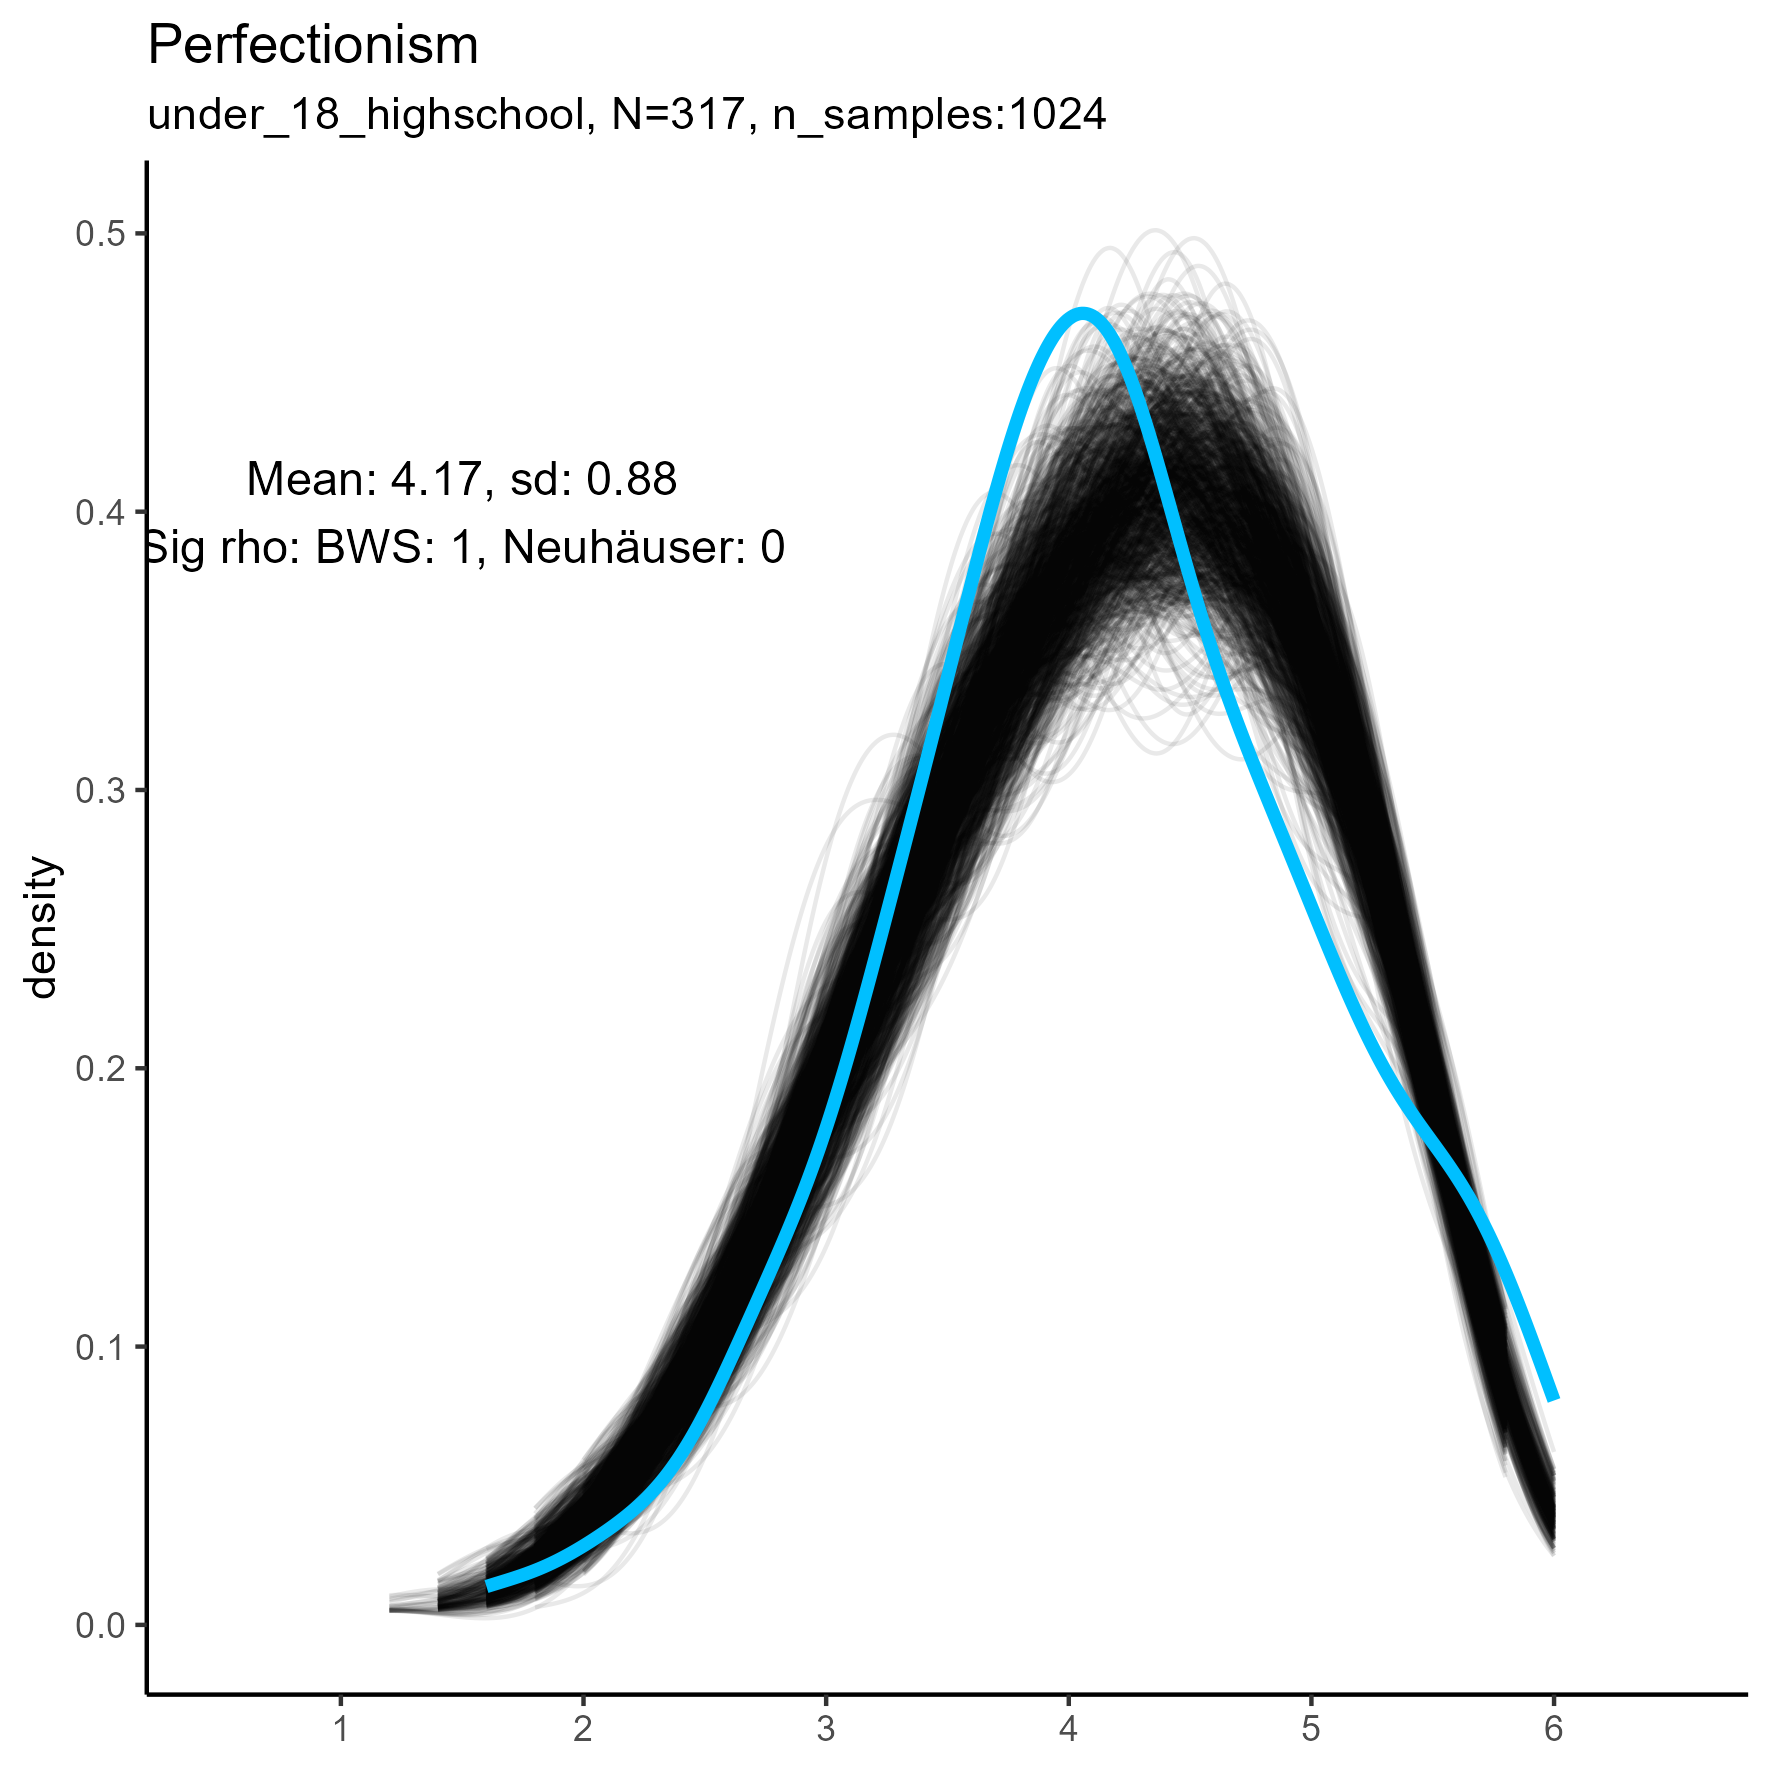 Perfectionism
under_18_highschool, N=317, n_samples:1024
0.5
Mean: 4.17, sd: 0.88
0.4
Sig rho: BWS: 1, Neuhäuser: 0
0.3
density
0.2
0.1
0.0
1 2 3 4 5 6